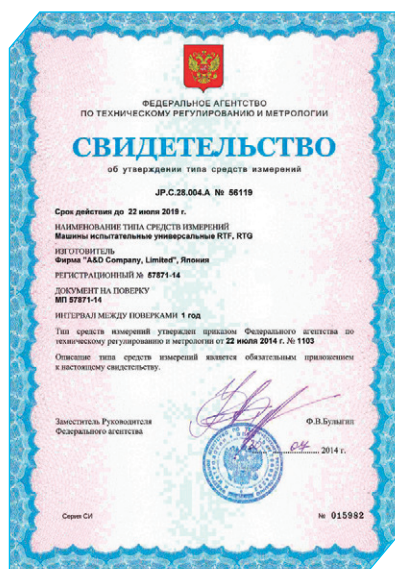 ФЕДЕРАЛЬНОЕ АГЕНТСТВО
ПО ТЕХНИЧЕСКОМУ РЕГУЛИРОВАНИЮ И МЕТРОЛОГИИ
СВИДЕТЕЛЬСТВО
об утверждении типа средств измерений
JP.C.28.004.A № 56119
Срок действия до 22 июля 2019 г.
НАИМЕНОВАНИЕ ТИПА СРЕДСТВ ИЗМЕРЕНИЙ
Машины испытательные универсальные RTF, RTG
ИЗГОТОВИТЕЛЬ
Фирма "A&D Company, Limited", Япония
РЕГИСТРАЦИОННЫЙ № 57871-14
ДОКУМЕНТ НА ПОВЕРКУ
МП 57871-14
ИНТЕРВАЛ МЕЖДУ ПОВЕРКАМИ 1 год
Тип средств измерений утвержден приказом Федерального агентства по
техническому регулированию и метрологии от 22 июля 2014 г. № 1103
Описание типа средств измерений является обязательным приложением
к настоящему свидетельству.
Заместитель Руководителя
Ф.В.Булыгин
Федерального агентства
2014 г.
Серия СИ
№ 015982